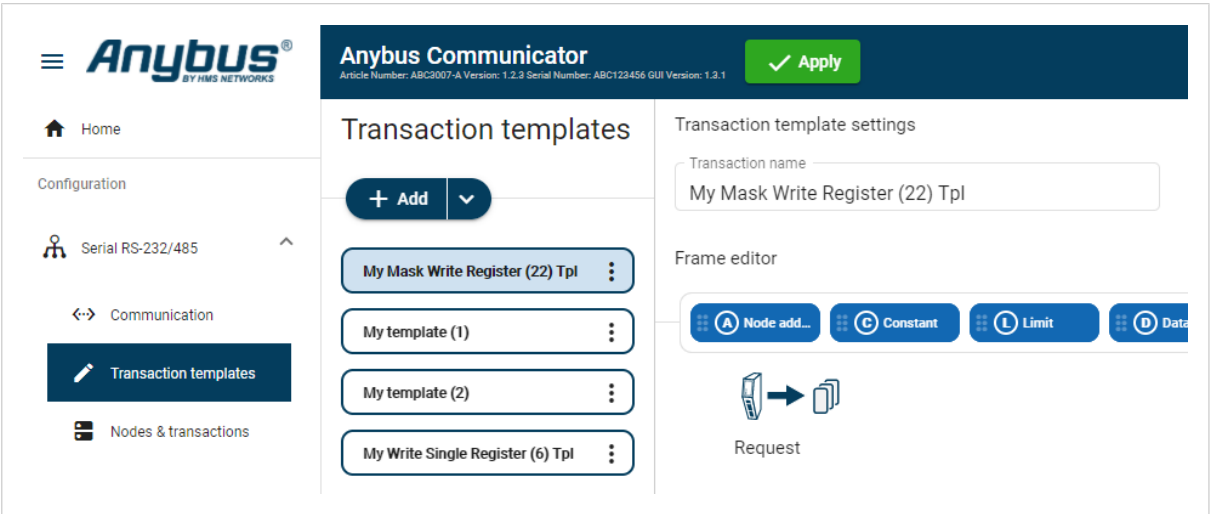 Anybus®
BY HMS NETWORKS
Anybus Communicator
Article Number: ABC3007-A Version: 1.2.3 Serial Number: ABC123456 GUI Version: 1.3.1
Apply
Home
Configuration
Serial RS-232/485
Communication
Transaction templates
Nodes & transactions
Transaction templates
Add
My Mask Write Register (22) Tpl
My template (1)
My template (2)
My Write Single Register (6) Tpl
Transaction template settings
Transaction name
My Mask Write Register (22) Tpl
Frame editor
A Node add... C Constant L Limit D Data
Request